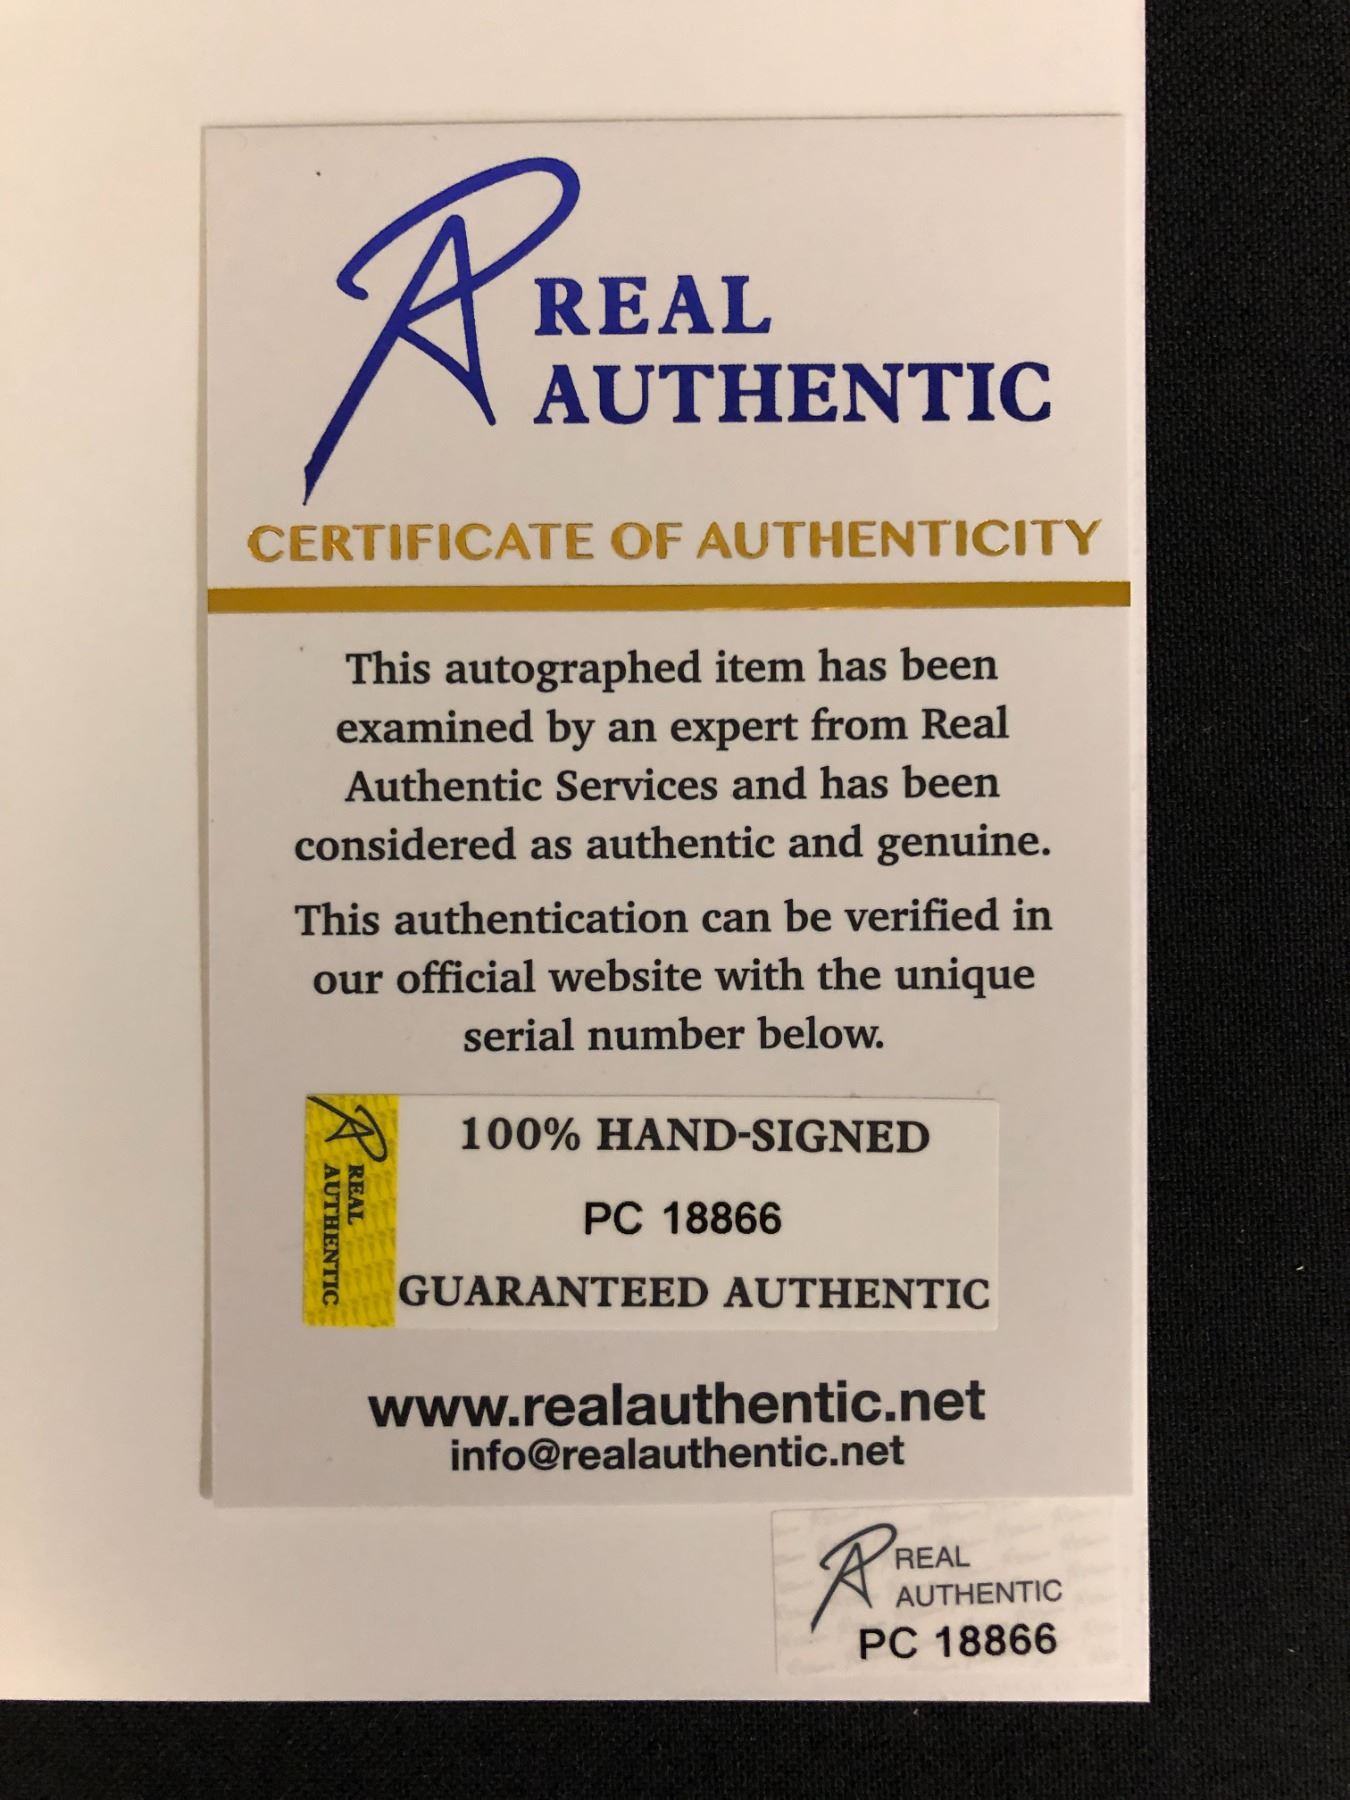 REAL
AUTHENTIC
CERTIFICATE OF AUTHENTICITY
This autographed item has been
examined by an expert from Real
Authentic Services and has been
considered as authentic and genuine.
This authentication can be verified in
our official website with the unique
serial number below.
REAL
AUTHENTIC
100% HAND-SIGNED
PC 18866
GUARANTEED AUTHENTIC
www.realauthentic.net
info@realauthentic.net
REAL
AUTHENTIC
PC 18866